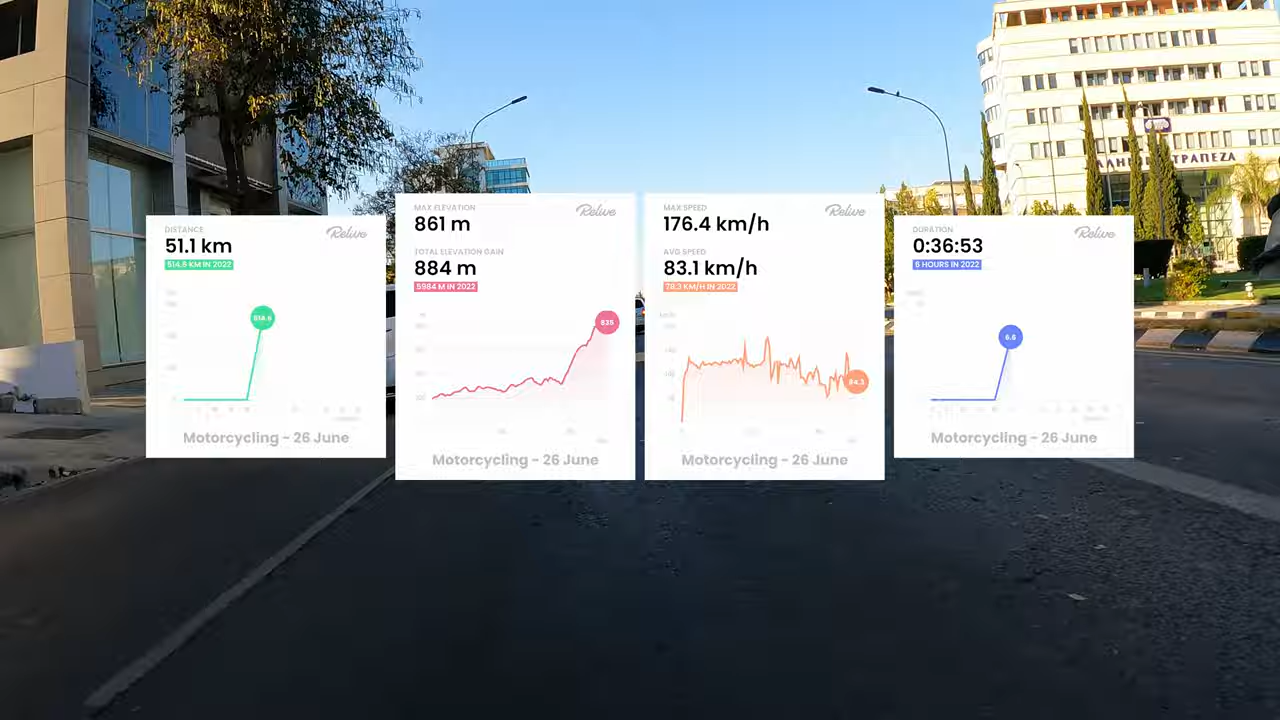 DISTANCE
Relive
51.1 km
514.6 KM IN 2022
514.6
Motorcycling - 26 June
MAX ELEVATION
Relive
861 m
TOTAL ELEVATION GAIN
884 m
5984 M IN 2022
835
Motorcycling - 26 June
MAX SPEED
Relive
176.4 km/h
AVG SPEED
83.1 km/h
78.3 KM/H IN 2022
94.3
Motorcycling - 26 June
DURATION
Relive
0:36:53
6 HOURS IN 2022
6.6
Motorcycling - 26 June
ΤΡΑΠΕΖΑ